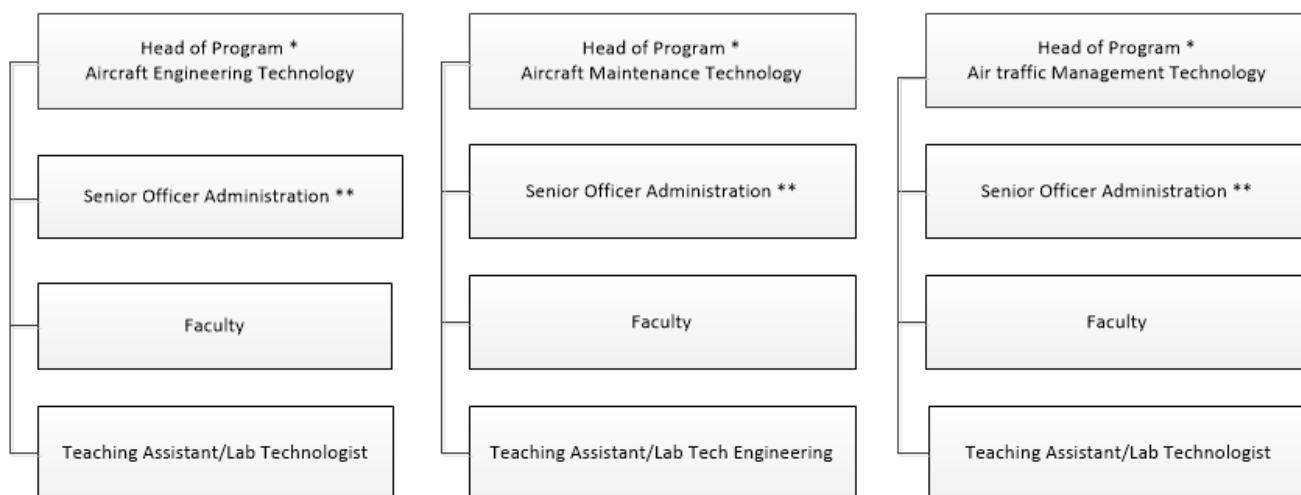 Head of Program *
Aircraft Engineering Technology
Senior Officer Administration **
Faculty
Teaching Assistant/Lab Technologist
Head of Program *
Aircraft Maintenance Technology
Senior Officer Administration **
Faculty
Teaching Assistant/Lab Tech Engineering
Head of Program *
Air traffic Management Technology
Senior Officer Administration **
Faculty
Teaching Assistant/Lab Technologist